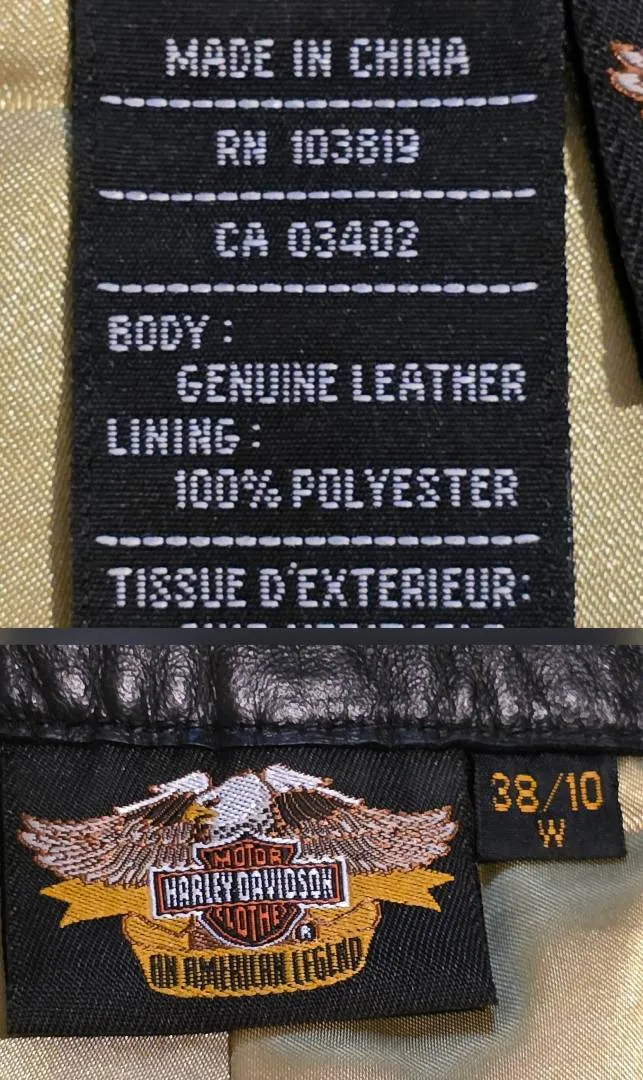 MADE IN CHINA
RN 103819
CA 03402
BODY:
GENUINE LEATHER
LINING:
100% POLYESTER
TISSUE D'EXTERIEUR:
MOTOR
HARLEY-DAVIDSON
CLOTHES
®
AN AMERICAN LEGEND
38/10
W